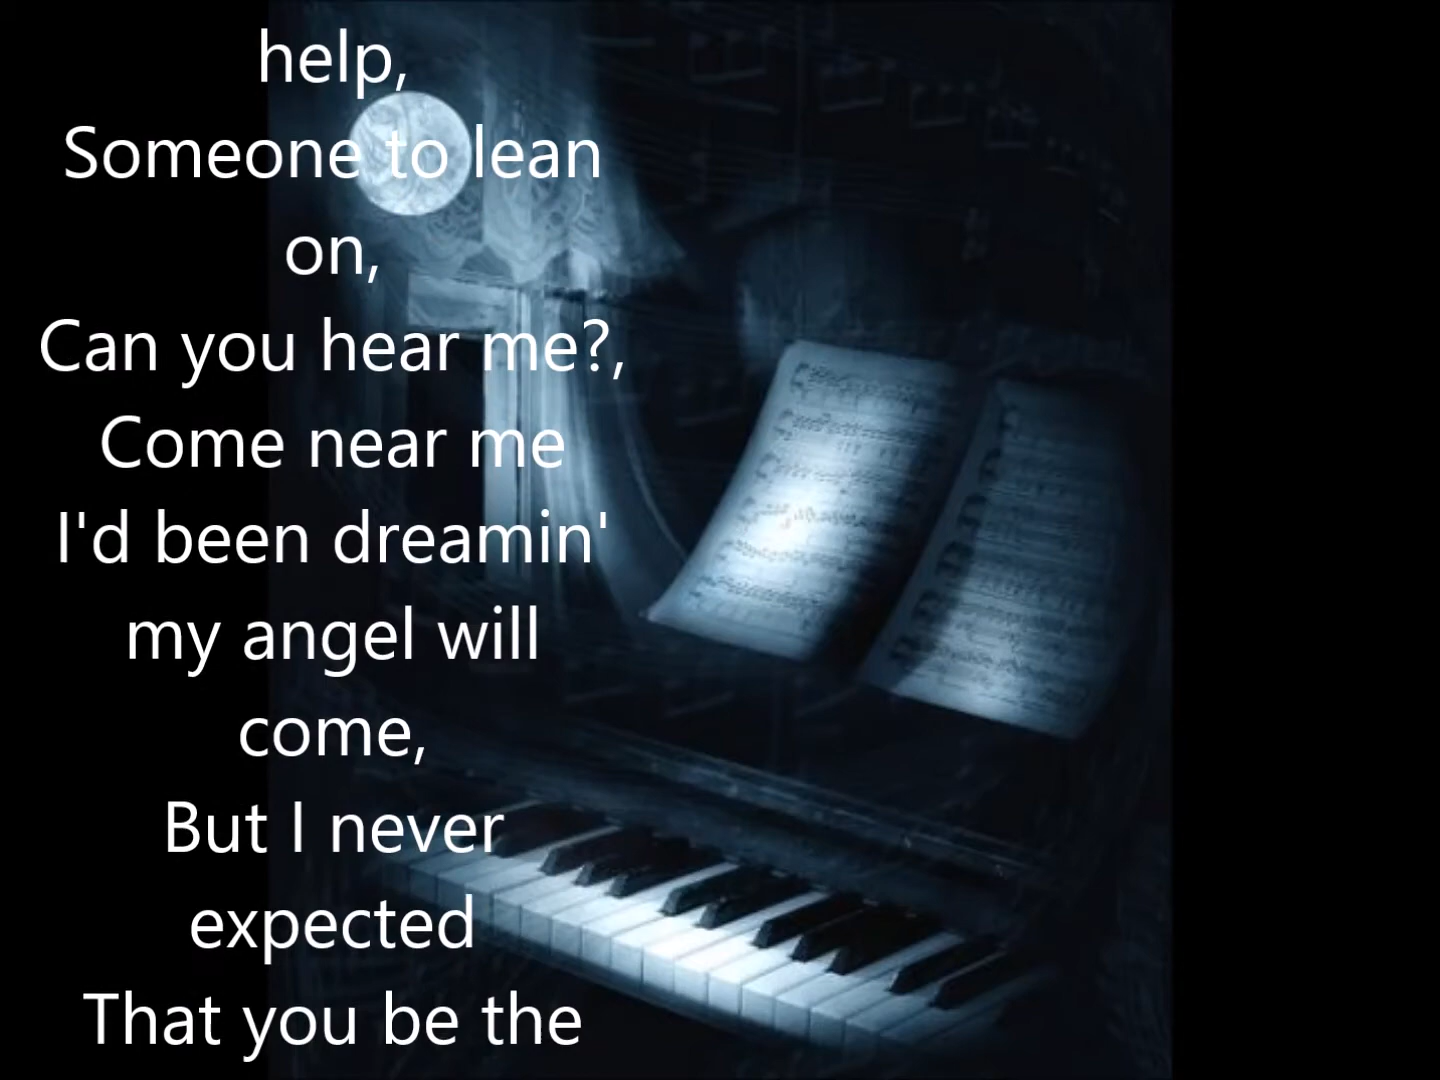 help,
Someone to lean
on,
Can you hear me?,
Come near me
I'd been dreamin'
my angel will
come,
But I never
expected
That you be the